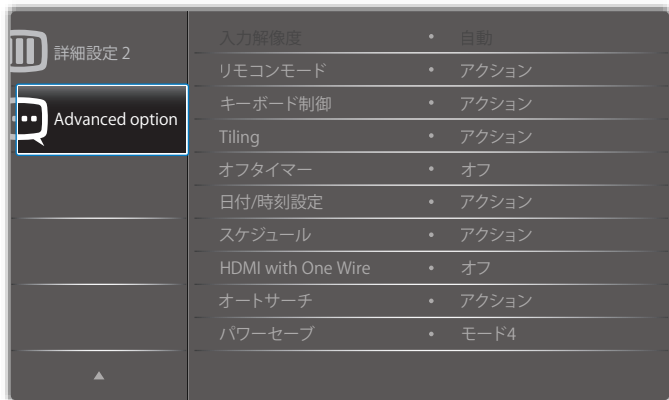 詳細設定 2
Advanced option
入力解像度 • 自動
リモコンモード • アクション
キーボード制御 • アクション
Tiling • アクション
オフタイマー • オフ
日付/時刻設定 • アクション
スケジュール • アクション
HDMI with One Wire • オフ
オートサーチ • アクション
パワーセーブ • モード4